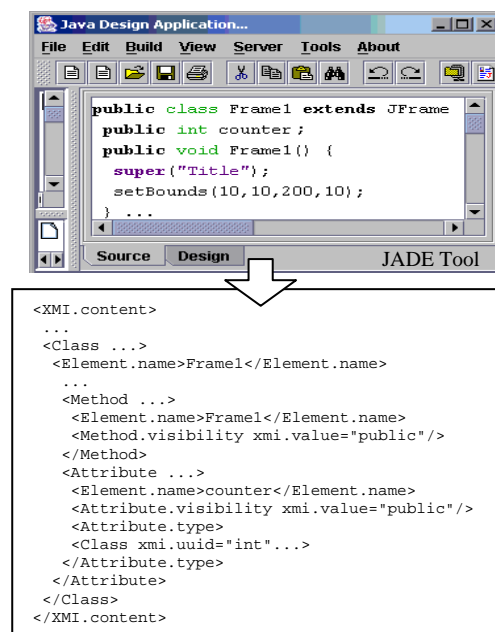 Java Design Application...
File Edit Build View Server Tools About
public class Frame1 extends JFrame
public int counter;
public void Frame1() {
super("Title");
setBounds(10,10,200,10);
} ...
Source Design JADE Tool
<XMI.content>
...
<Class ...>
<Element.name>Frame1</Element.name>
...
<Method ...>
<Element.name>Frame1</Element.name>
<Method.visibility xmi.value="public"/>
</Method>
<Attribute ...>
<Element.name>counter</Element.name>
<Attribute.visibility xmi.value="public"/>
<Attribute.type>
<Class xmi.uuid="int"...>
</Attribute.type>
</Attribute>
</Class>
</XMI.content>